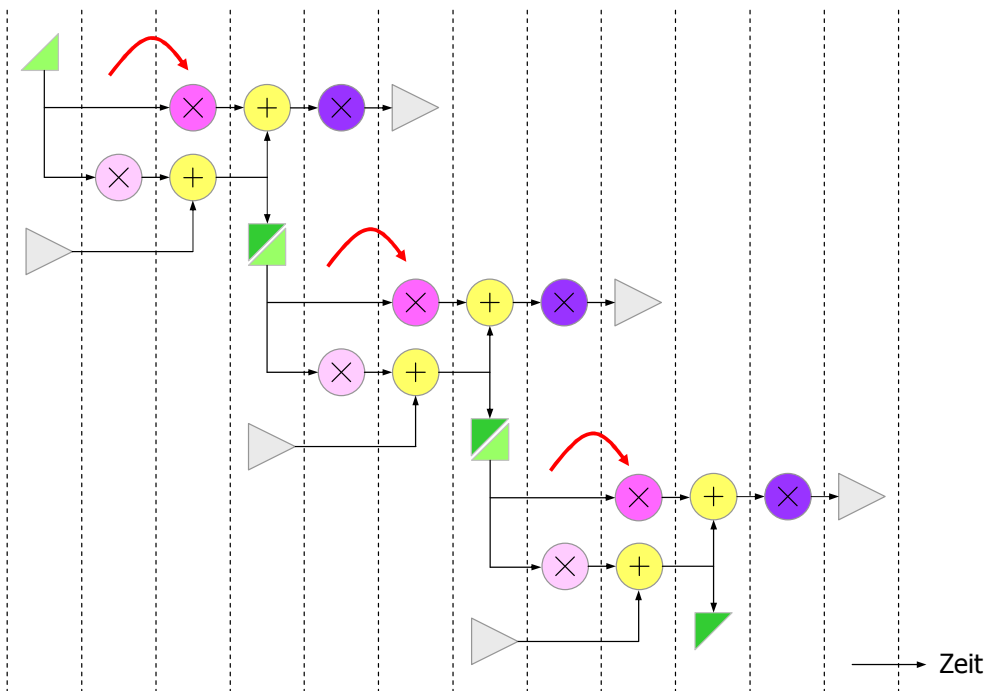 × + ×
× +
× + ×
× +
× + ×
× +
Zeit